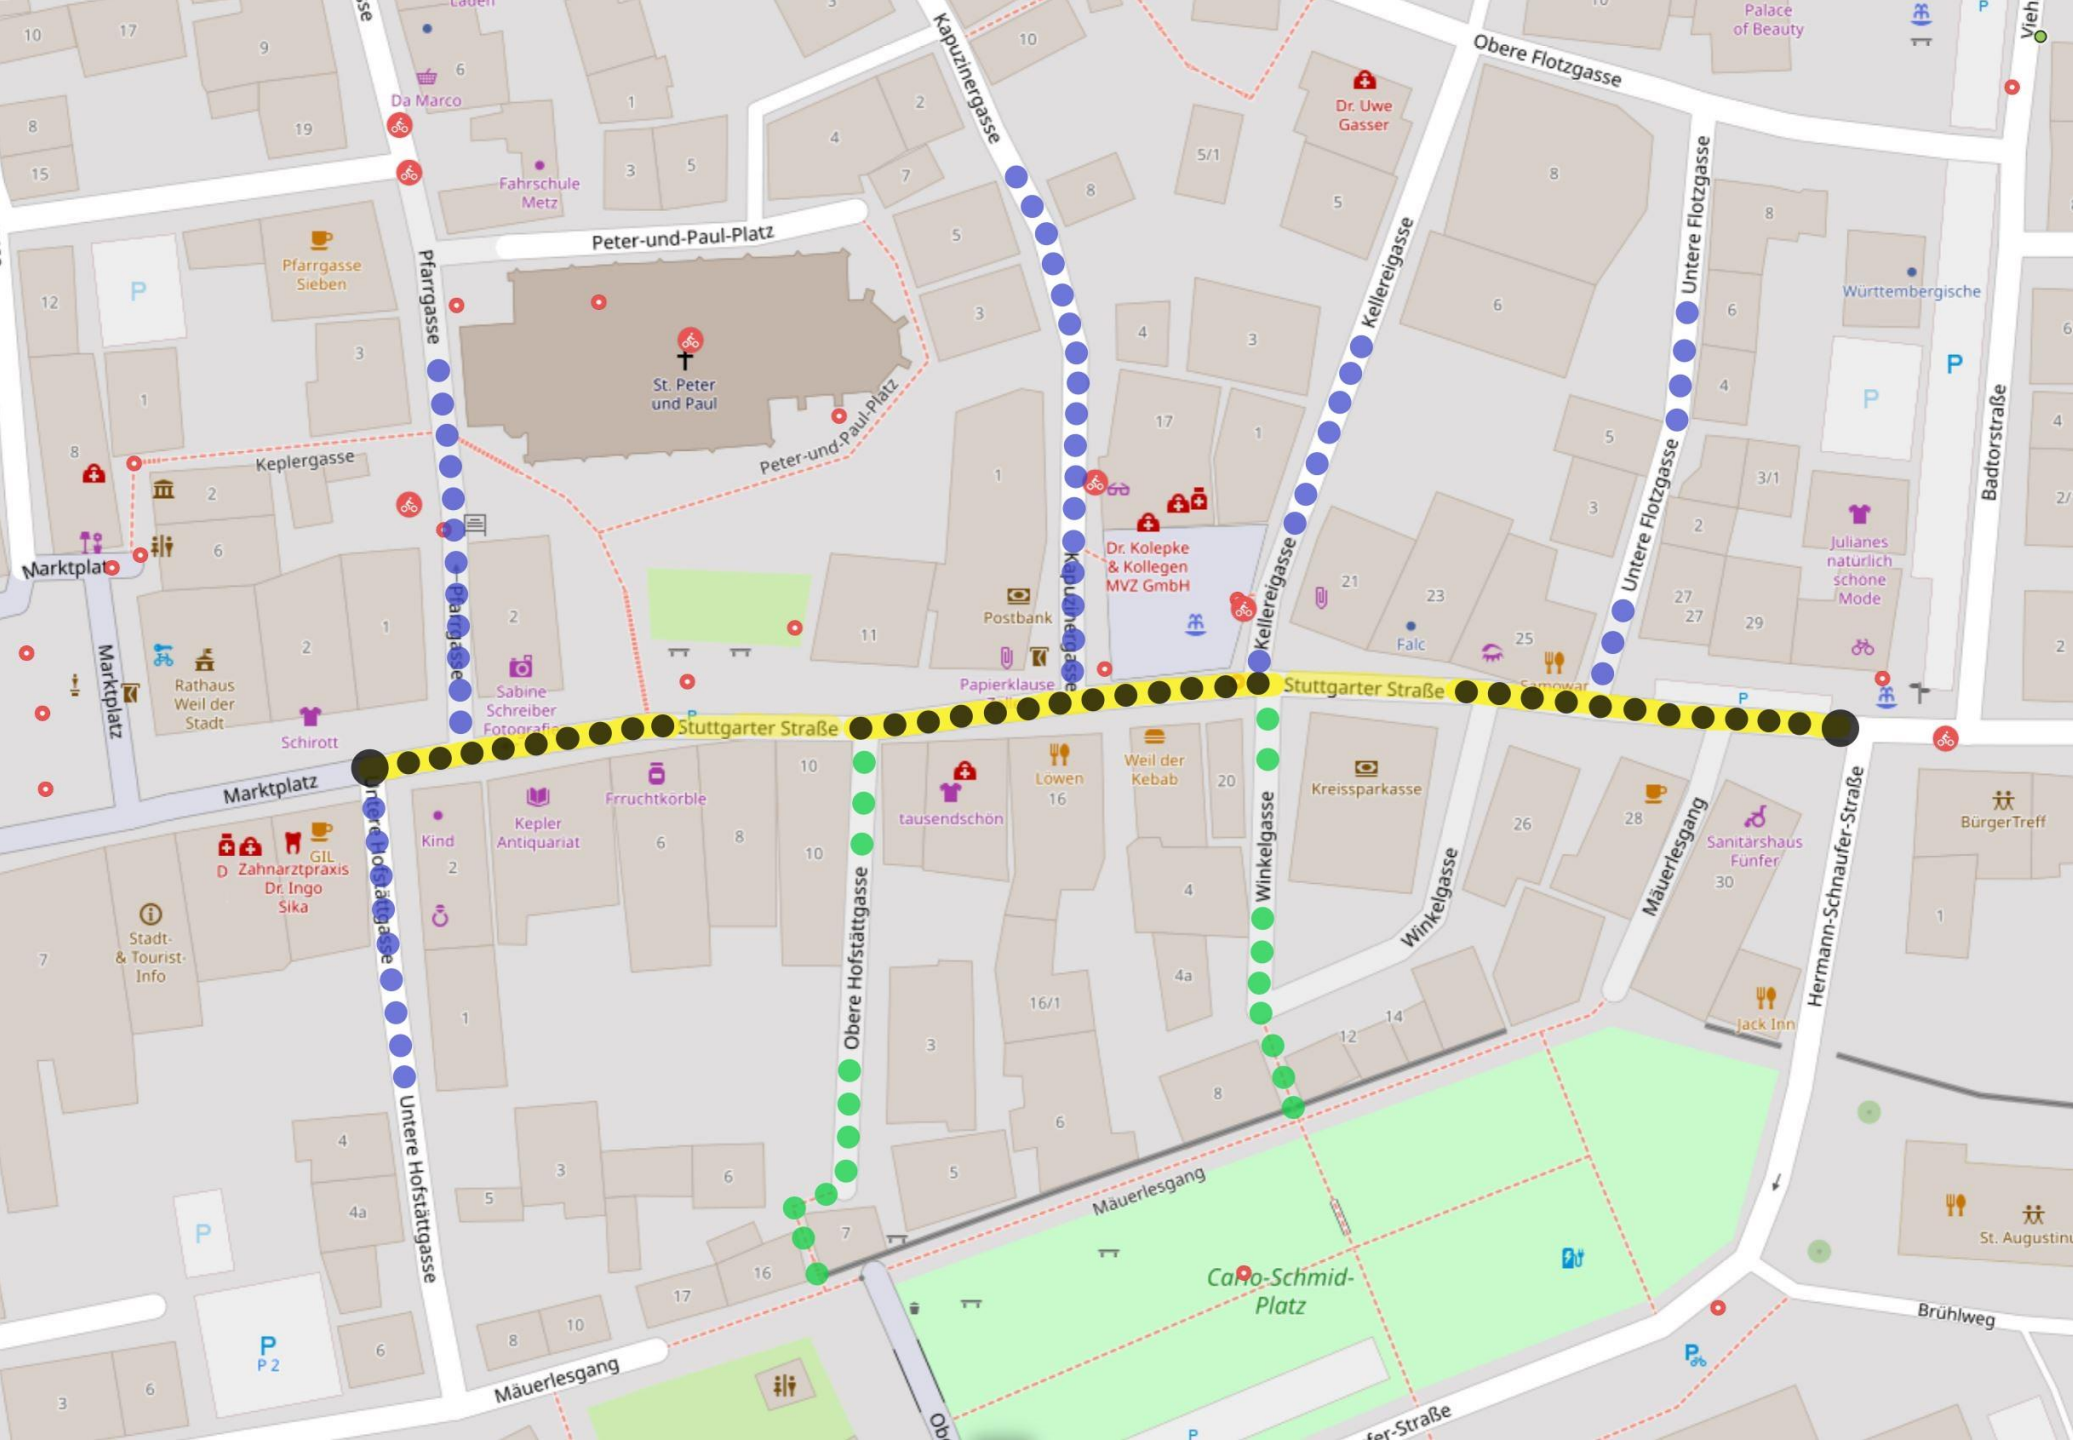 Laden
Palace
of Beauty
P
Vieh
10
17
9
6
Da Marco
1
3
10
2
4
Kapuzinergasse
Obere Flotzgasse
8
15
19
Fahrschule
Metz
3
5
7
5/1
8
Dr. Uwe
Gasser
5
8
8
Untere Flotzgasse
Pfarrgasse
Sieben
P
12
Pfarrgasse
Peter-und-Paul-Platz
5
3
4
3
Kellereigasse
6
6
Württembergische
6
1
3
St. Peter
und Paul
Peter-und-Paul-Platz
17
1
4
P
P
4
Badtorstraße
8
Keplergasse
2
6
1
5
3
3/1
2
2/
Untere Flotzgasse
Julianes
natürlich
schöne
Mode
Marktplatz
Dr. Kolepke
& Kollegen
MVZ GmbH
Kapuzinergasse
Kellereigasse
21
23
Falc
25
27
27
29
2
2
1
2
11
Postbank
Papierklause
Pfarrgasse
Rathaus
Weil der
Stadt
Marktplatz
Schirott
Sabine
Schreiber
Fotografie
P
Samowar
P
Stuttgarter Straße
Stuttgarter Straße
Marktplatz
Untere Hofstättgasse
Kind
2
Kepler
Antiquariat
Frruchtkörble
6
8
10
10
tausendschön
Löwen
16
Weil der
Kebab
20
Kreissparkasse
Winkelgasse
Winkelgasse
26
28
Mäuerlesgang
Sanitärshaus
Fünfer
30
Hermann-Schnaufer-Straße
BürgerTreff
1
D
GIL
Zahnarztpraxis
Dr. Ingo
Sika
Stadt-
& Tourist-
Info
7
1
Obere Hofstättgasse
3
16/1
4
4a
12
14
Jack Inn
8
6
5
Mäuerlesgang
4
4a
3
5
6
7
16
17
8
10
Untere Hofstättgasse
P
P
P 2
6
3
6
Mäuerlesgang
Obe
Carlo-Schmid-
Platz
P
fer-Straße
Brühlweg
St. Augustinu
P